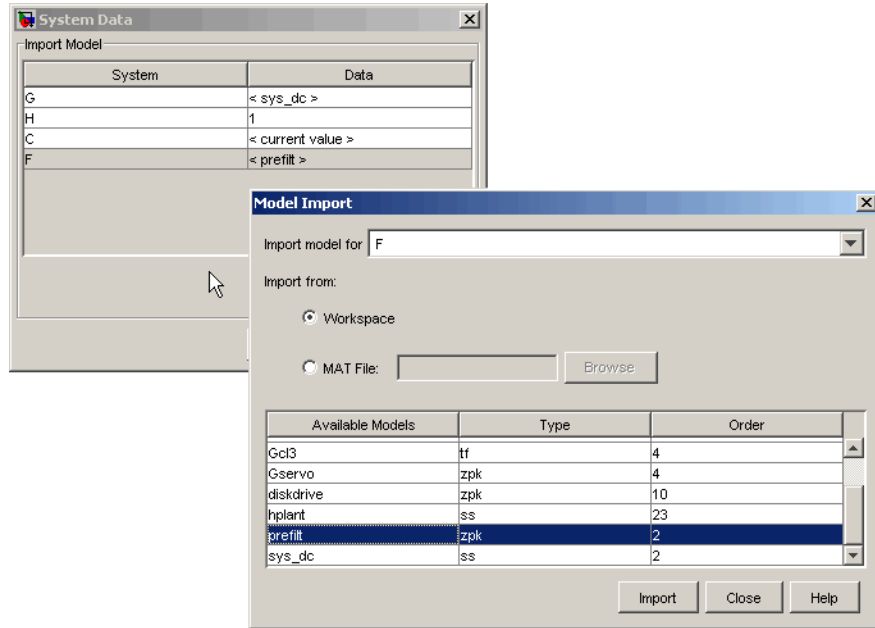 System Data
Import Model
System Data
G < sys_dc >
H 1
C < current value >
F < prefilt >
Model Import
Import model for F
Import from:
Workspace
MAT File: Browse
Available Models Type Order
Gcl3 tf 4
Gservo zpk 4
diskdrive zpk 10
hplant ss 23
prefilt zpk 2
sys_dc ss 2
Import Close Help